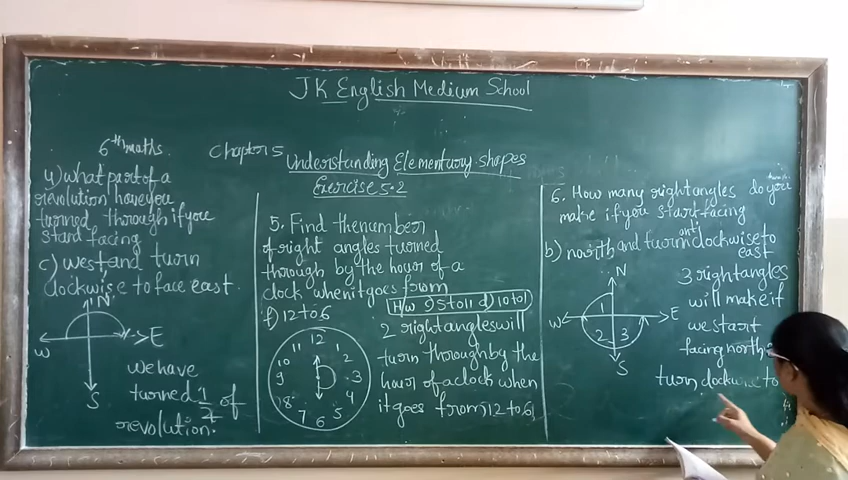 JK English Medium School
6th maths.
Chapter 5
Understanding Elementary shapes
Exercise 5.2
4) what part of a
revolution have you
turned through if you
stand facing
c) west and turn
clockwise to face east.
N
W
E
S
we have
turned 1/2 of
revolution.
5. Find the number
of right angles turned
through by the hour of a
clock when it goes from
H/W c) 5 to 11 d) 10 to 1
f) 12 to 6
12
11
1
10
2
9
3
8
4
7
5
6
2 right angles will
turn through by the
hour of a clock when
it goes from 12 to 6
6. How many right angles do you
make if you start facing
b) north and turn anti clockwise to
east
N
W
E
2
3
S
3 right angles
will make if
we start
facing north
turn clockwise to